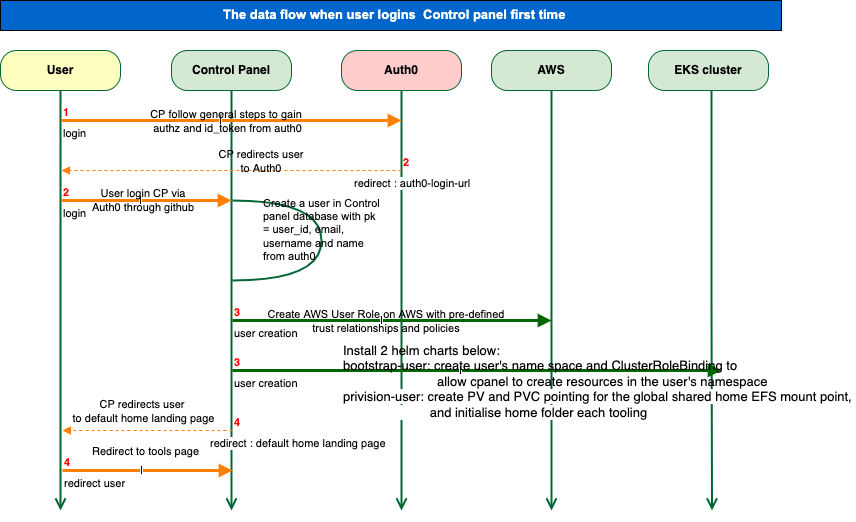 The data flow when user logins Control panel first time
User
Control Panel
Auth0
AWS
EKS cluster
1
CP follow general steps to gain
authz and id_token from auth0
login
CP redirects user
to Auth0
2
redirect : auth0-login-url
2
User login CP via
Auth0 through github
login
Create a user in Control
panel database with pk
= user_id, email,
username and name
from auth0
3
Create AWS User Role on AWS with pre-defined
trust relationships and policies
user creation
3
user creation
Install 2 helm charts below:
bootstrap-user: create user's name space and ClusterRoleBinding to
allow cpanel to create resources in the user's namespace
privision-user: create PV and PVC pointing for the global shared home EFS mount point,
and initialise home folder each tooling
CP redirects user
to default home landing page
4
redirect : default home landing page
Redirect to tools page
4
redirect user